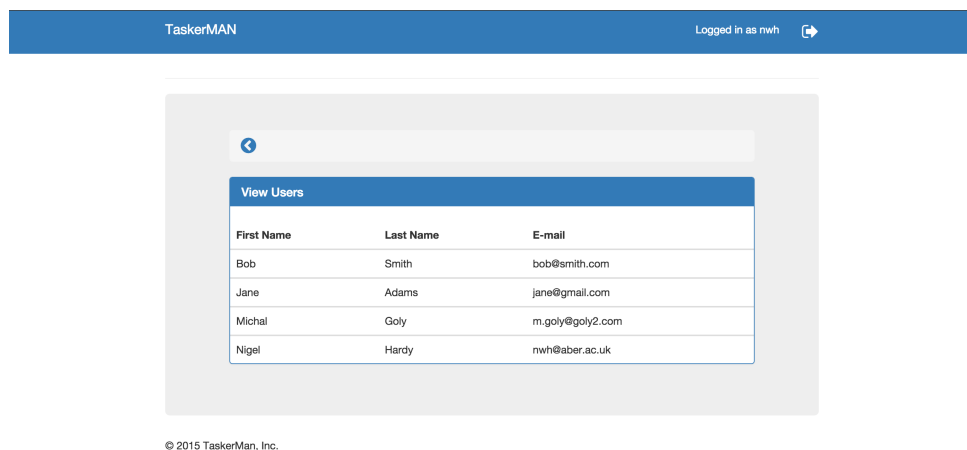 TaskerMAN Logged in as nwh
View Users
First Name Last Name E-mail
Bob Smith bob@smith.com
Jane Adams jane@gmail.com
Michal Goly m.goly@goly2.com
Nigel Hardy nwh@aber.ac.uk
© 2015 TaskerMan, Inc.